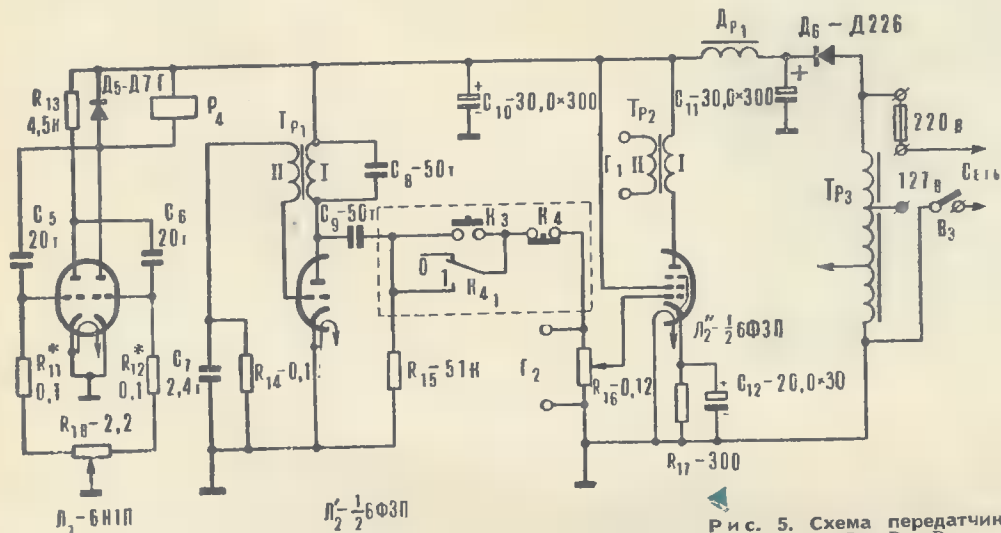 Др₁
Д₆ – Д226
Д₅-Д7Г
R₁₃
4,5к
Р₄
Тр₁
С₁₀-30,0×300
С₁₁-30,0×300
+
-
Тр₂
220 в
II
I
С₈-50т
Г₁
II
I
127 в
Сеть
Тр₃
В₃
С₅
20т
С₆
20т
С₉-50т
К₃
К₄
0
1
К₄₁
Л₂″-½6Ф3П
R₁₁*
0,1
R₁₂*
0,1
С₇
2,4т
R₁₄-0,12
R₁₅-51к
Г₂
R₁₆-0,12
С₁₂-20,0×30
+
-
R₁₈-2,2
R₁₇-300
Л₂′-½6Ф3П
-6Н1П
Рис. 5. Схема передатчик